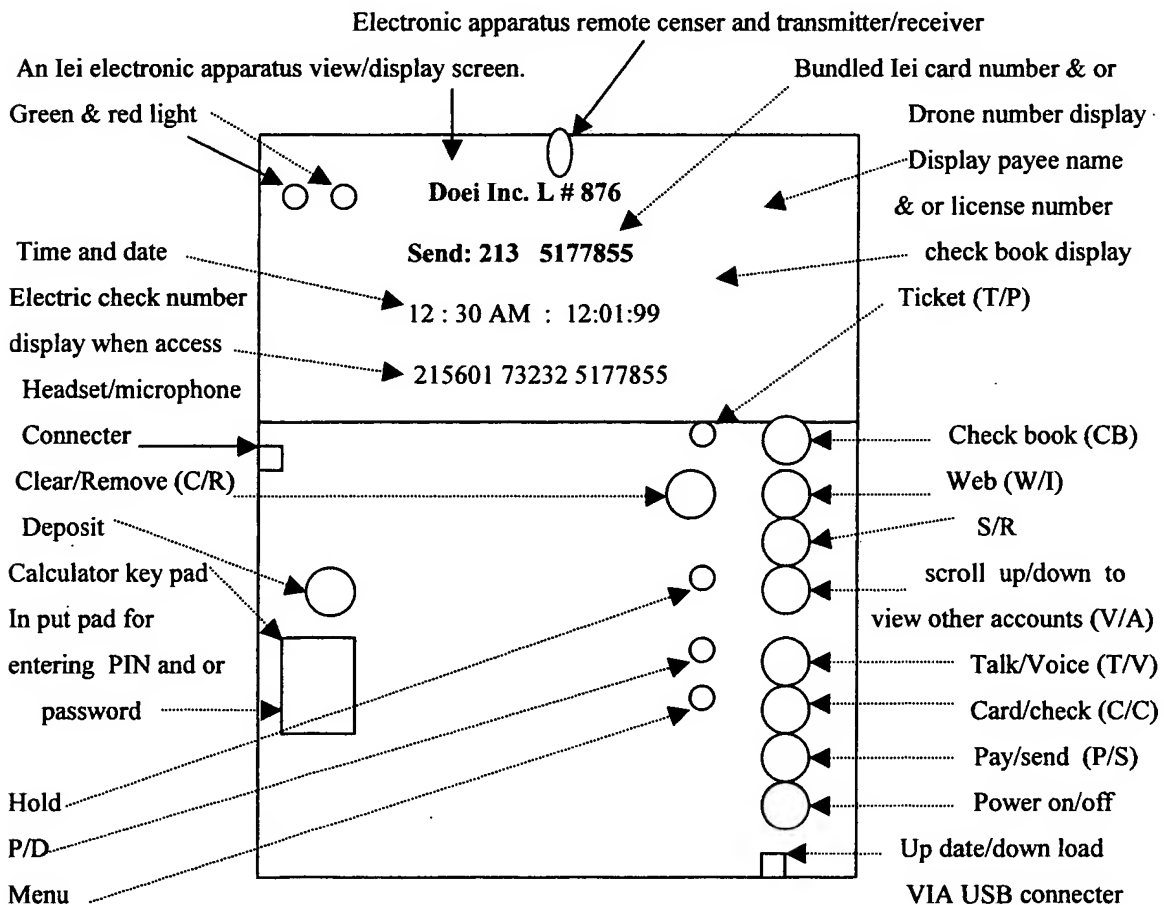 Electronic apparatus remote censer and transmitter/receiver
An Iei electronic apparatus view/display screen.
Green & red light
Bundled Iei card number & or
Drone number display
Display payee name
& or license number
check book display
Doei Inc. L # 876
Send: 213 5177855
12 : 30 AM : 12:01:99
215601 73232 5177855
Time and date
Electric check number
display when access
Headset/microphone
Connecter
Clear/Remove (C/R)
Deposit
Calculator key pad
In put pad for
entering PIN and or
password
Hold
P/D
Menu
Ticket (T/P)
Check book (CB)
Web (W/I)
S/R
scroll up/down to
view other accounts (V/A)
Talk/Voice (T/V)
Card/check (C/C)
Pay/send (P/S)
Power on/off
Up date/down load
VIA USB connecter